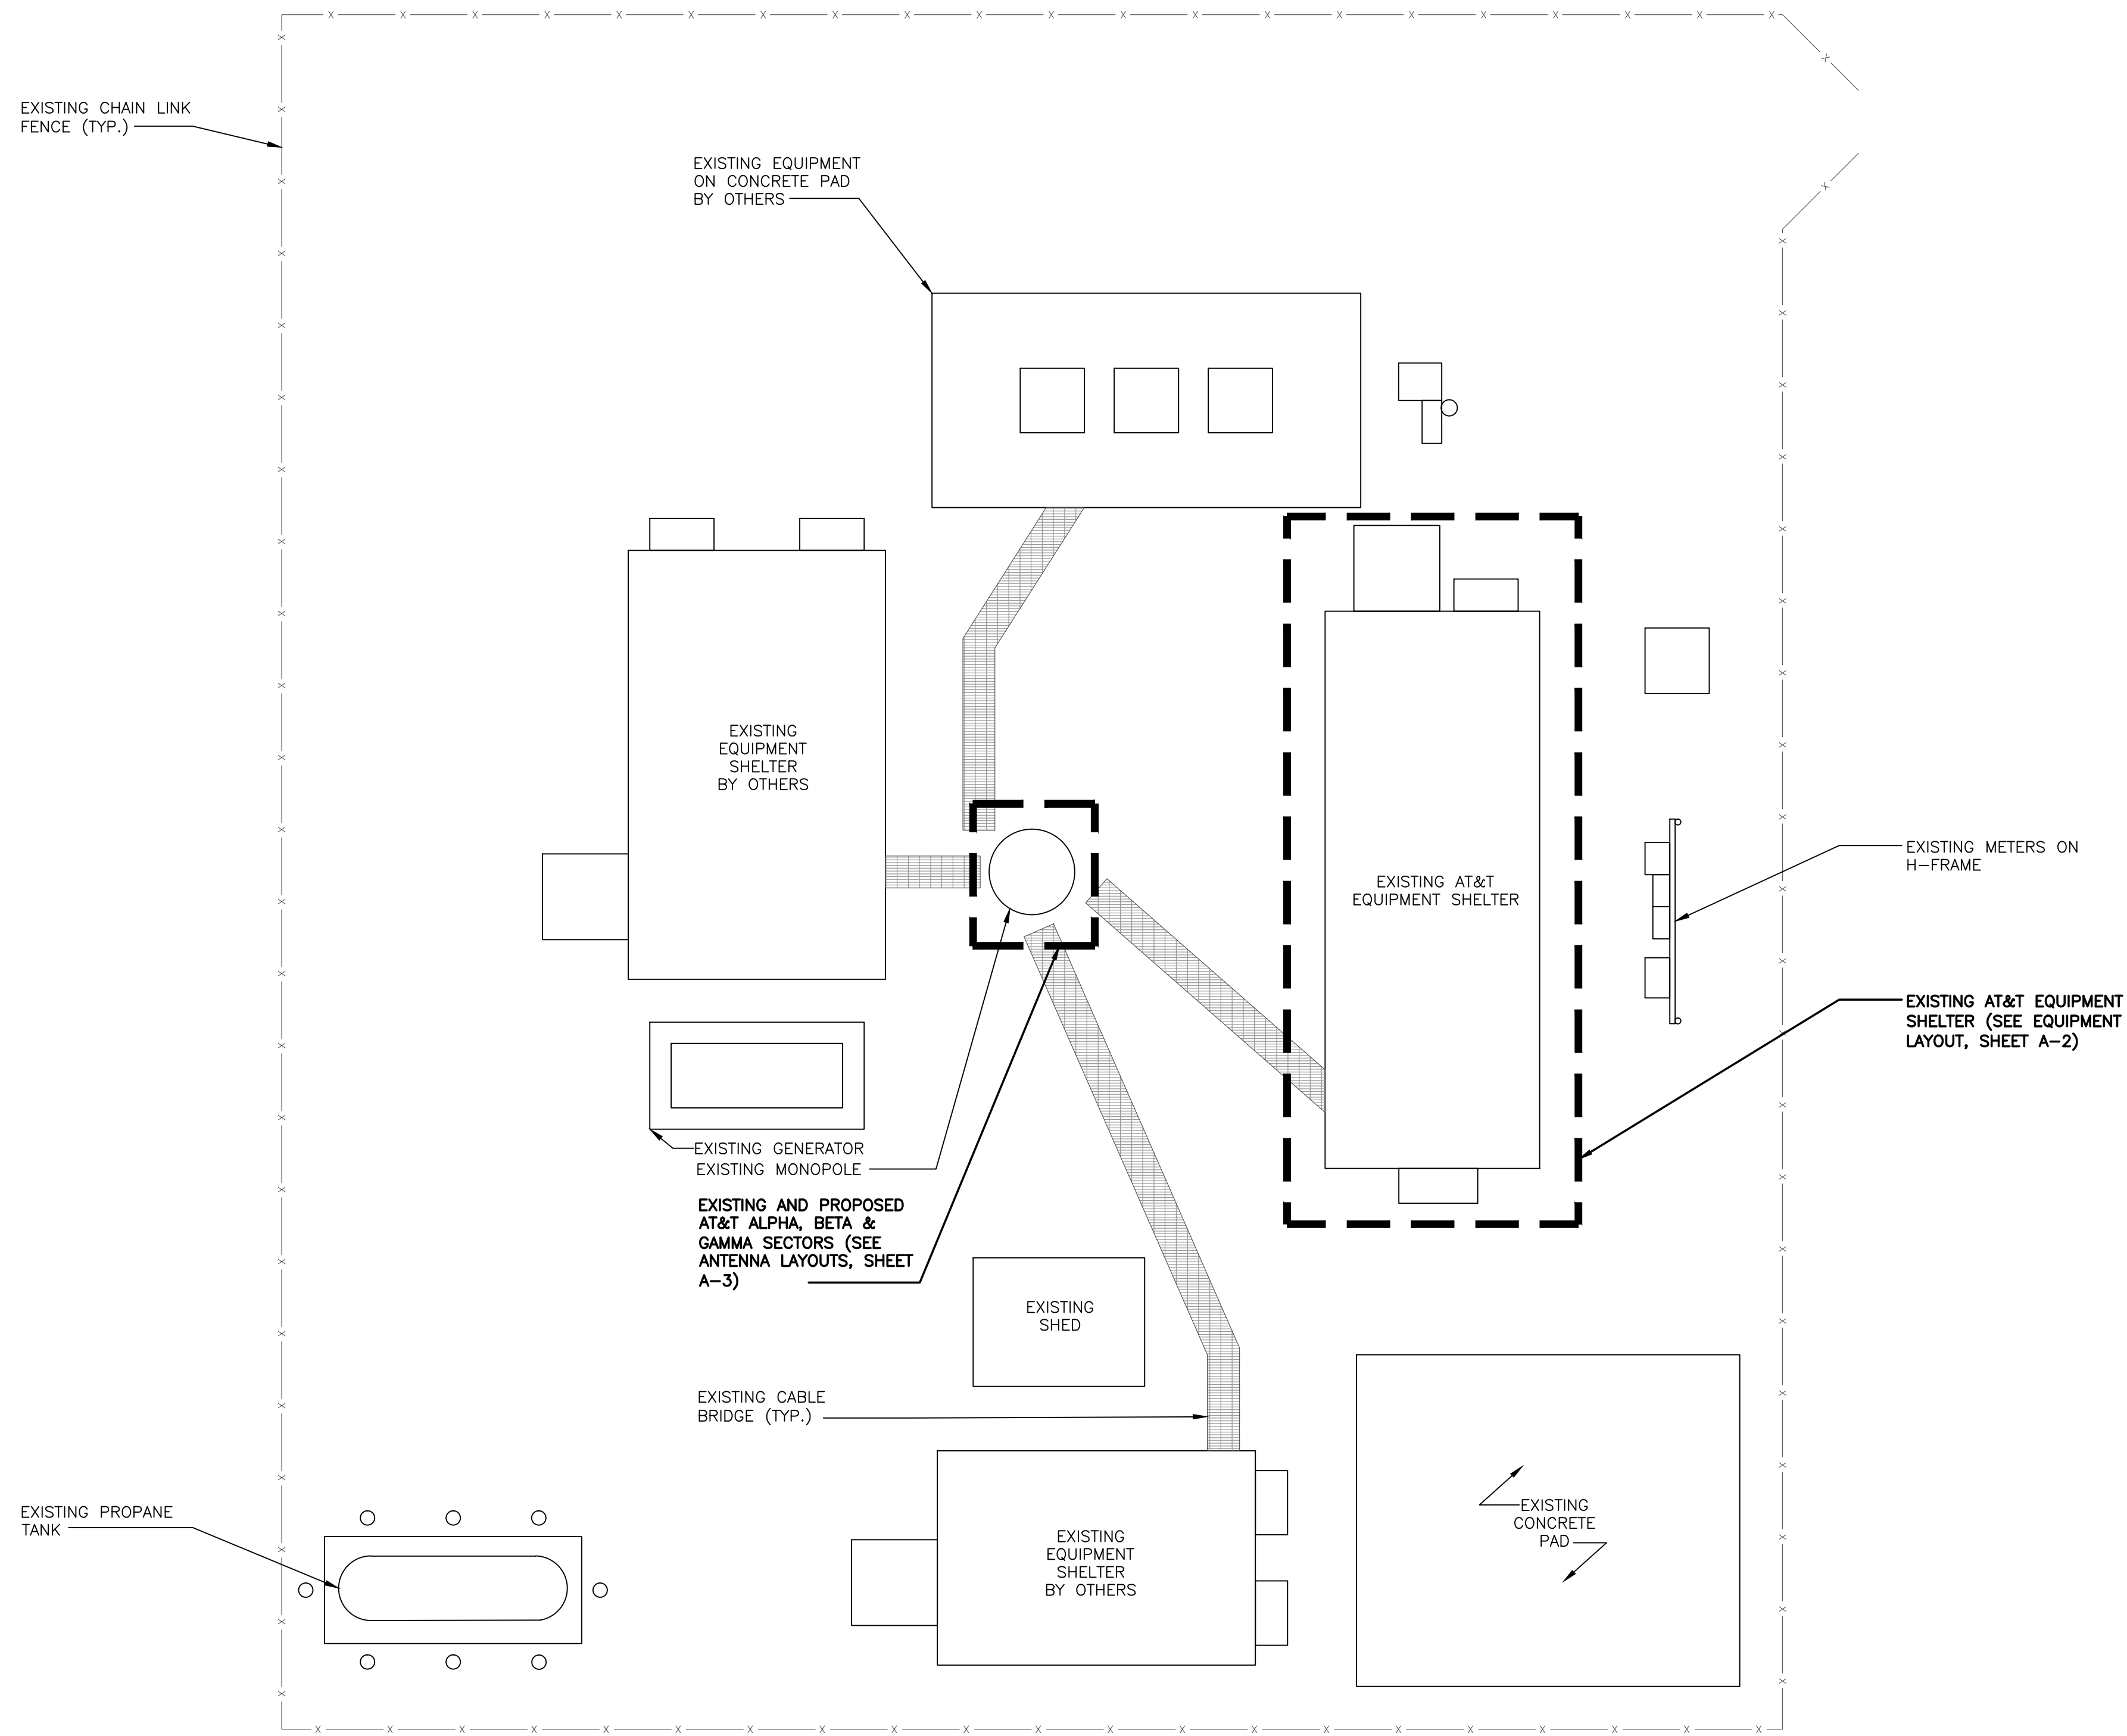 EXISTING CHAIN LINK
FENCE (TYP.)
EXISTING EQUIPMENT
ON CONCRETE PAD
BY OTHERS
EXISTING
EQUIPMENT
SHELTER
BY OTHERS
EXISTING AT&T
EQUIPMENT SHELTER
EXISTING METERS ON
H-FRAME
EXISTING AT&T EQUIPMENT
SHELTER (SEE EQUIPMENT
LAYOUT, SHEET A-2)
EXISTING GENERATOR
EXISTING MONOPOLE
EXISTING AND PROPOSED
AT&T ALPHA, BETA &
GAMMA SECTORS (SEE
ANTENNA LAYOUTS, SHEET
A-3)
EXISTING
SHED
EXISTING CABLE
BRIDGE (TYP.)
EXISTING PROPANE
TANK
EXISTING
EQUIPMENT
SHELTER
BY OTHERS
EXISTING
CONCRETE
PAD